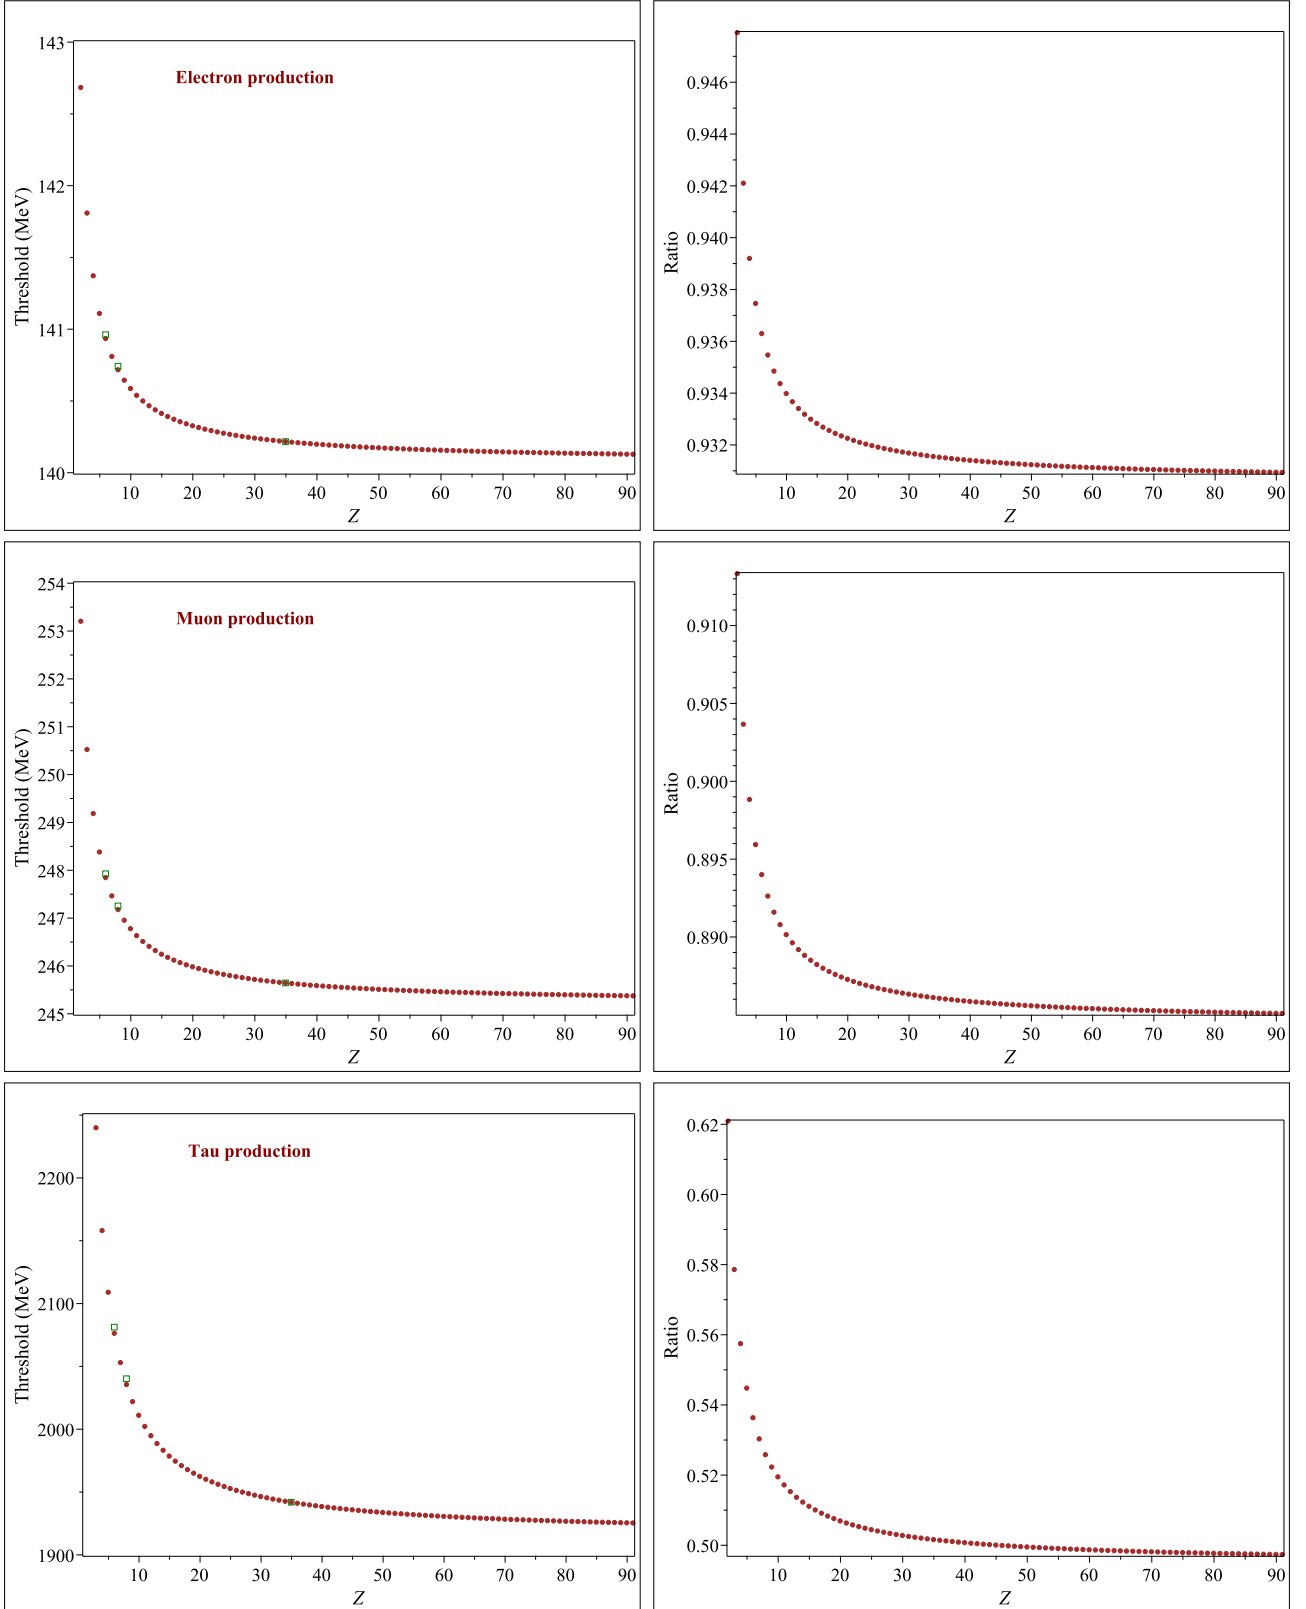 Electron production
Threshold (MeV)
143
142
141
140
10 20 30 40 50 60 70 80 90
Z
Ratio
0.946
0.944
0.942
0.940
0.938
0.936
0.934
0.932
10 20 30 40 50 60 70 80 90
Z
Muon production
Threshold (MeV)
254
253
252
251
250
249
248
247
246
245
10 20 30 40 50 60 70 80 90
Z
Ratio
0.910
0.905
0.900
0.895
0.890
10 20 30 40 50 60 70 80 90
Z
Tau production
Threshold (MeV)
2200
2100
2000
1900
10 20 30 40 50 60 70 80 90
Z
Ratio
0.62
0.60
0.58
0.56
0.54
0.52
0.50
10 20 30 40 50 60 70 80 90
Z